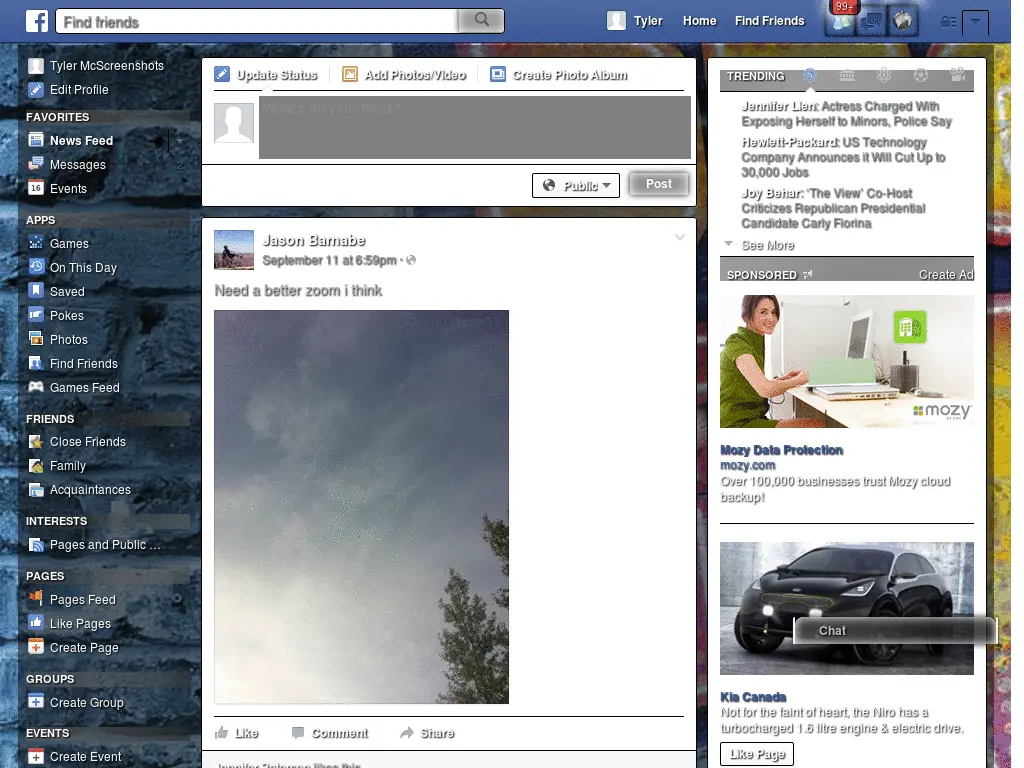 Find friends
Tyler
Home
Find Friends
99+
Tyler McScreenshots
Edit Profile
FAVORITES
News Feed
Messages
2
16
Events
APPS
Games
On This Day
Saved
Pokes
Photos
Find Friends
Games Feed
FRIENDS
Close Friends
Family
Acquaintances
INTERESTS
Pages and Public ...
PAGES
Pages Feed
Like Pages
Create Page
GROUPS
Create Group
EVENTS
Create Event
Update Status
Add Photos/Video
Create Photo Album
What's on your mind?
Public
Post
Jason Barnabe
September 11 at 6:59pm ·
Need a better zoom i think
Like
Comment
Share
Jennifer Peterson likes this
TRENDING
Jennifer Lien: Actress Charged With
Exposing Herself to Minors, Police Say
Hewlett-Packard: US Technology
Company Announces it Will Cut Up to
30,000 Jobs
Joy Behar: 'The View' Co-Host
Criticizes Republican Presidential
Candidate Carly Fiorina
See More
SPONSORED
Create Ad
mozy
Mozy Data Protection
mozy.com
Over 100,000 businesses trust Mozy cloud
backup!
Chat
Kia Canada
Not for the faint of heart, the Niro has a
turbocharged 1.6 litre engine & electric drive.
Like Page